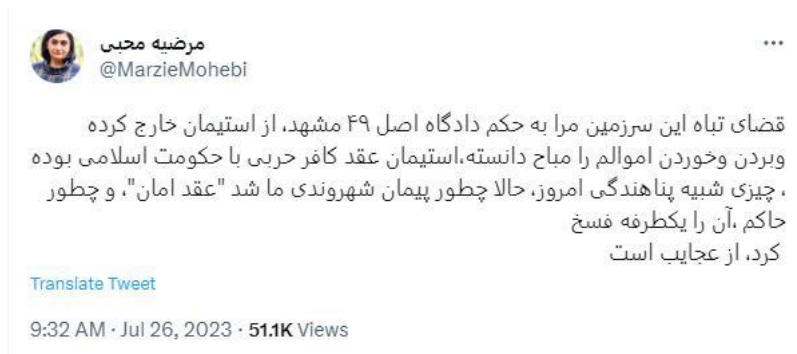 مرضیه محبی
@MarzieMohebi
قضای تباه این سرزمین مرا به حکم دادگاه اصل ۴۹ مشهد، از استیمان خارج کرده
وبردن وخوردن اموالم را مباح دانسته،استیمان عقد کافر حربی با حکومت اسلامی بوده
، چیزی شبیه پناهندگی امروز، حالا چطور پیمان شهروندی ما شد "عقد امان"، و چطور
حاکم ،آن را یکطرفه فسخ
کرد، از عجایب است
Translate Tweet
9:32 AM · Jul 26, 2023 · 51.1K Views